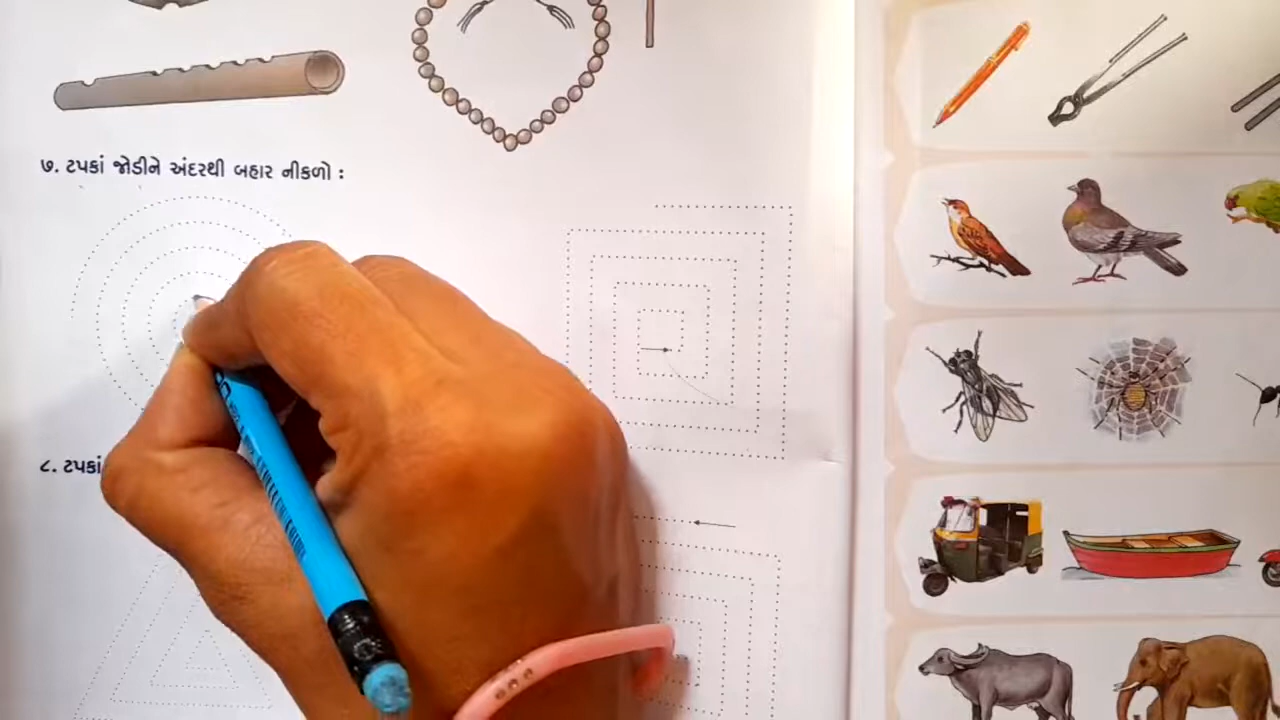 ૭. ટપકાં જોડીને અંદરથી બહાર નીકળો :
૮. ટપકાં